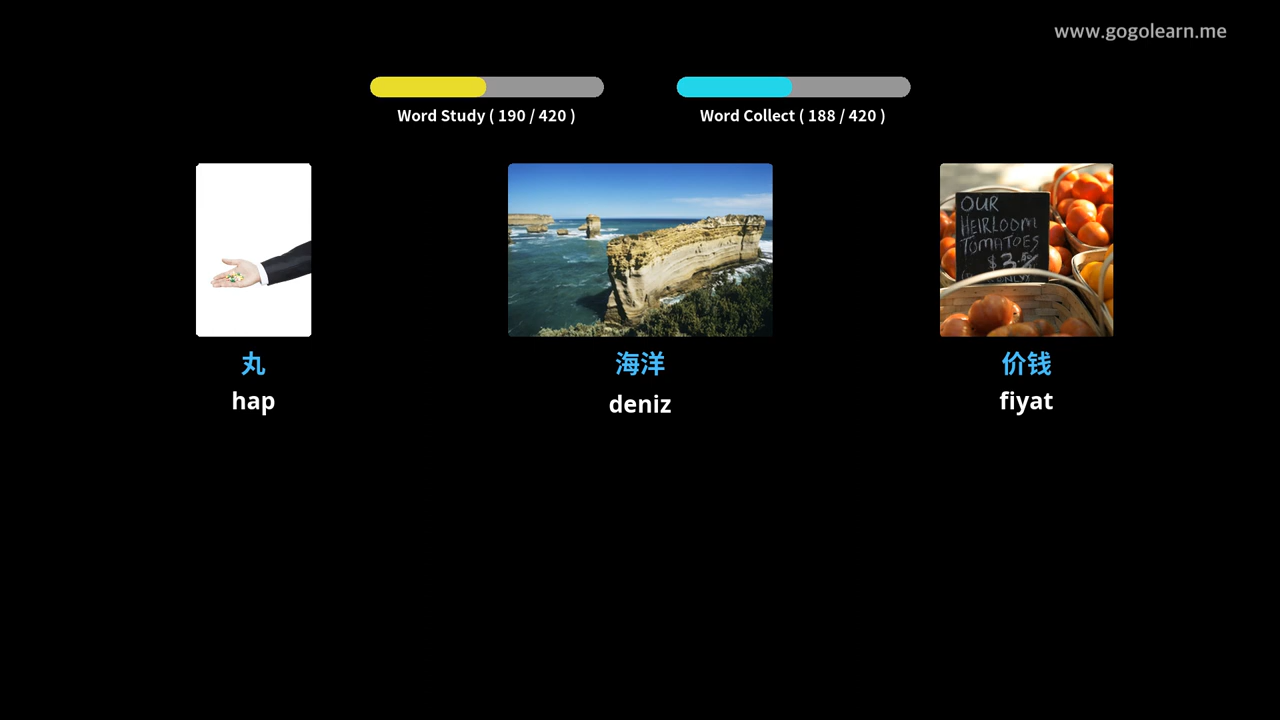 www.gogolearn.me
Word Study ( 190 / 420 )
Word Collect ( 188 / 420 )
OUR
HEIRLOOM
TOMATOES
丸
海洋
价钱
hap
deniz
fiyat